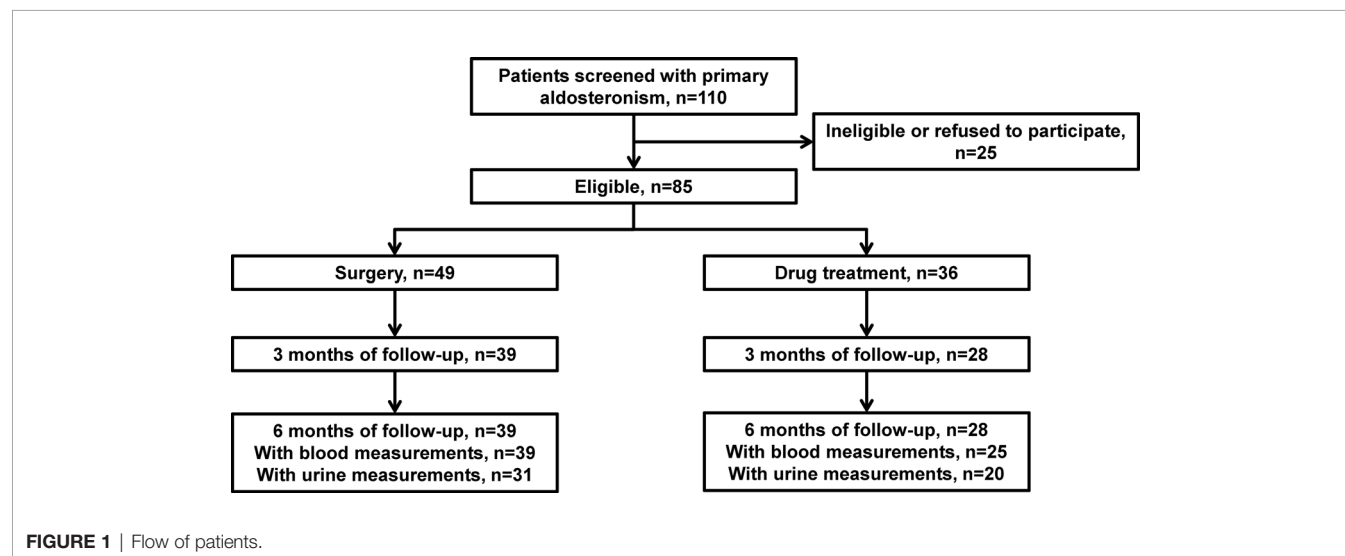 Patients screened with primary
aldosteronism, n=110
Ineligible or refused to participate,
n=25
Eligible, n=85
Surgery, n=49
Drug treatment, n=36
3 months of follow-up, n=39
3 months of follow-up, n=28
6 months of follow-up, n=39
With blood measurements, n=39
With urine measurements, n=31
6 months of follow-up, n=28
With blood measurements, n=25
With urine measurements, n=20
FIGURE 1 | Flow of patients.